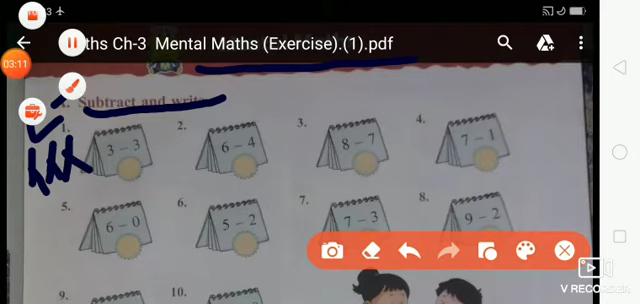 3
ths Ch-3 Mental Maths (Exercise).(1).pdf
03:11
Subtract and write
1. 3 – 3
2. 6 – 4
3. 8 – 7
4. 7 – 1
5. 6 – 0
6. 5 – 2
7. 7 – 3
8. 9 – 2
9.
10.
V RECORDER